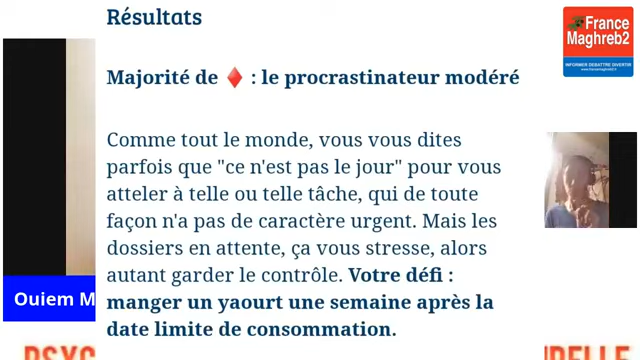 Résultats
France
Maghreb2
INFORMER DEBATTRE DIVERTIR
www.francemaghreb2.fr
Majorité de ♦ : le procrastinateur modéré
Comme tout le monde, vous vous dites
parfois que "ce n'est pas le jour" pour vous
atteler à telle ou telle tâche, qui de toute
façon n'a pas de caractère urgent. Mais les
dossiers en attente, ça vous stresse, alors
autant garder le contrôle. Votre défi :
manger un yaourt une semaine après la
date limite de consommation.
Ouiem M